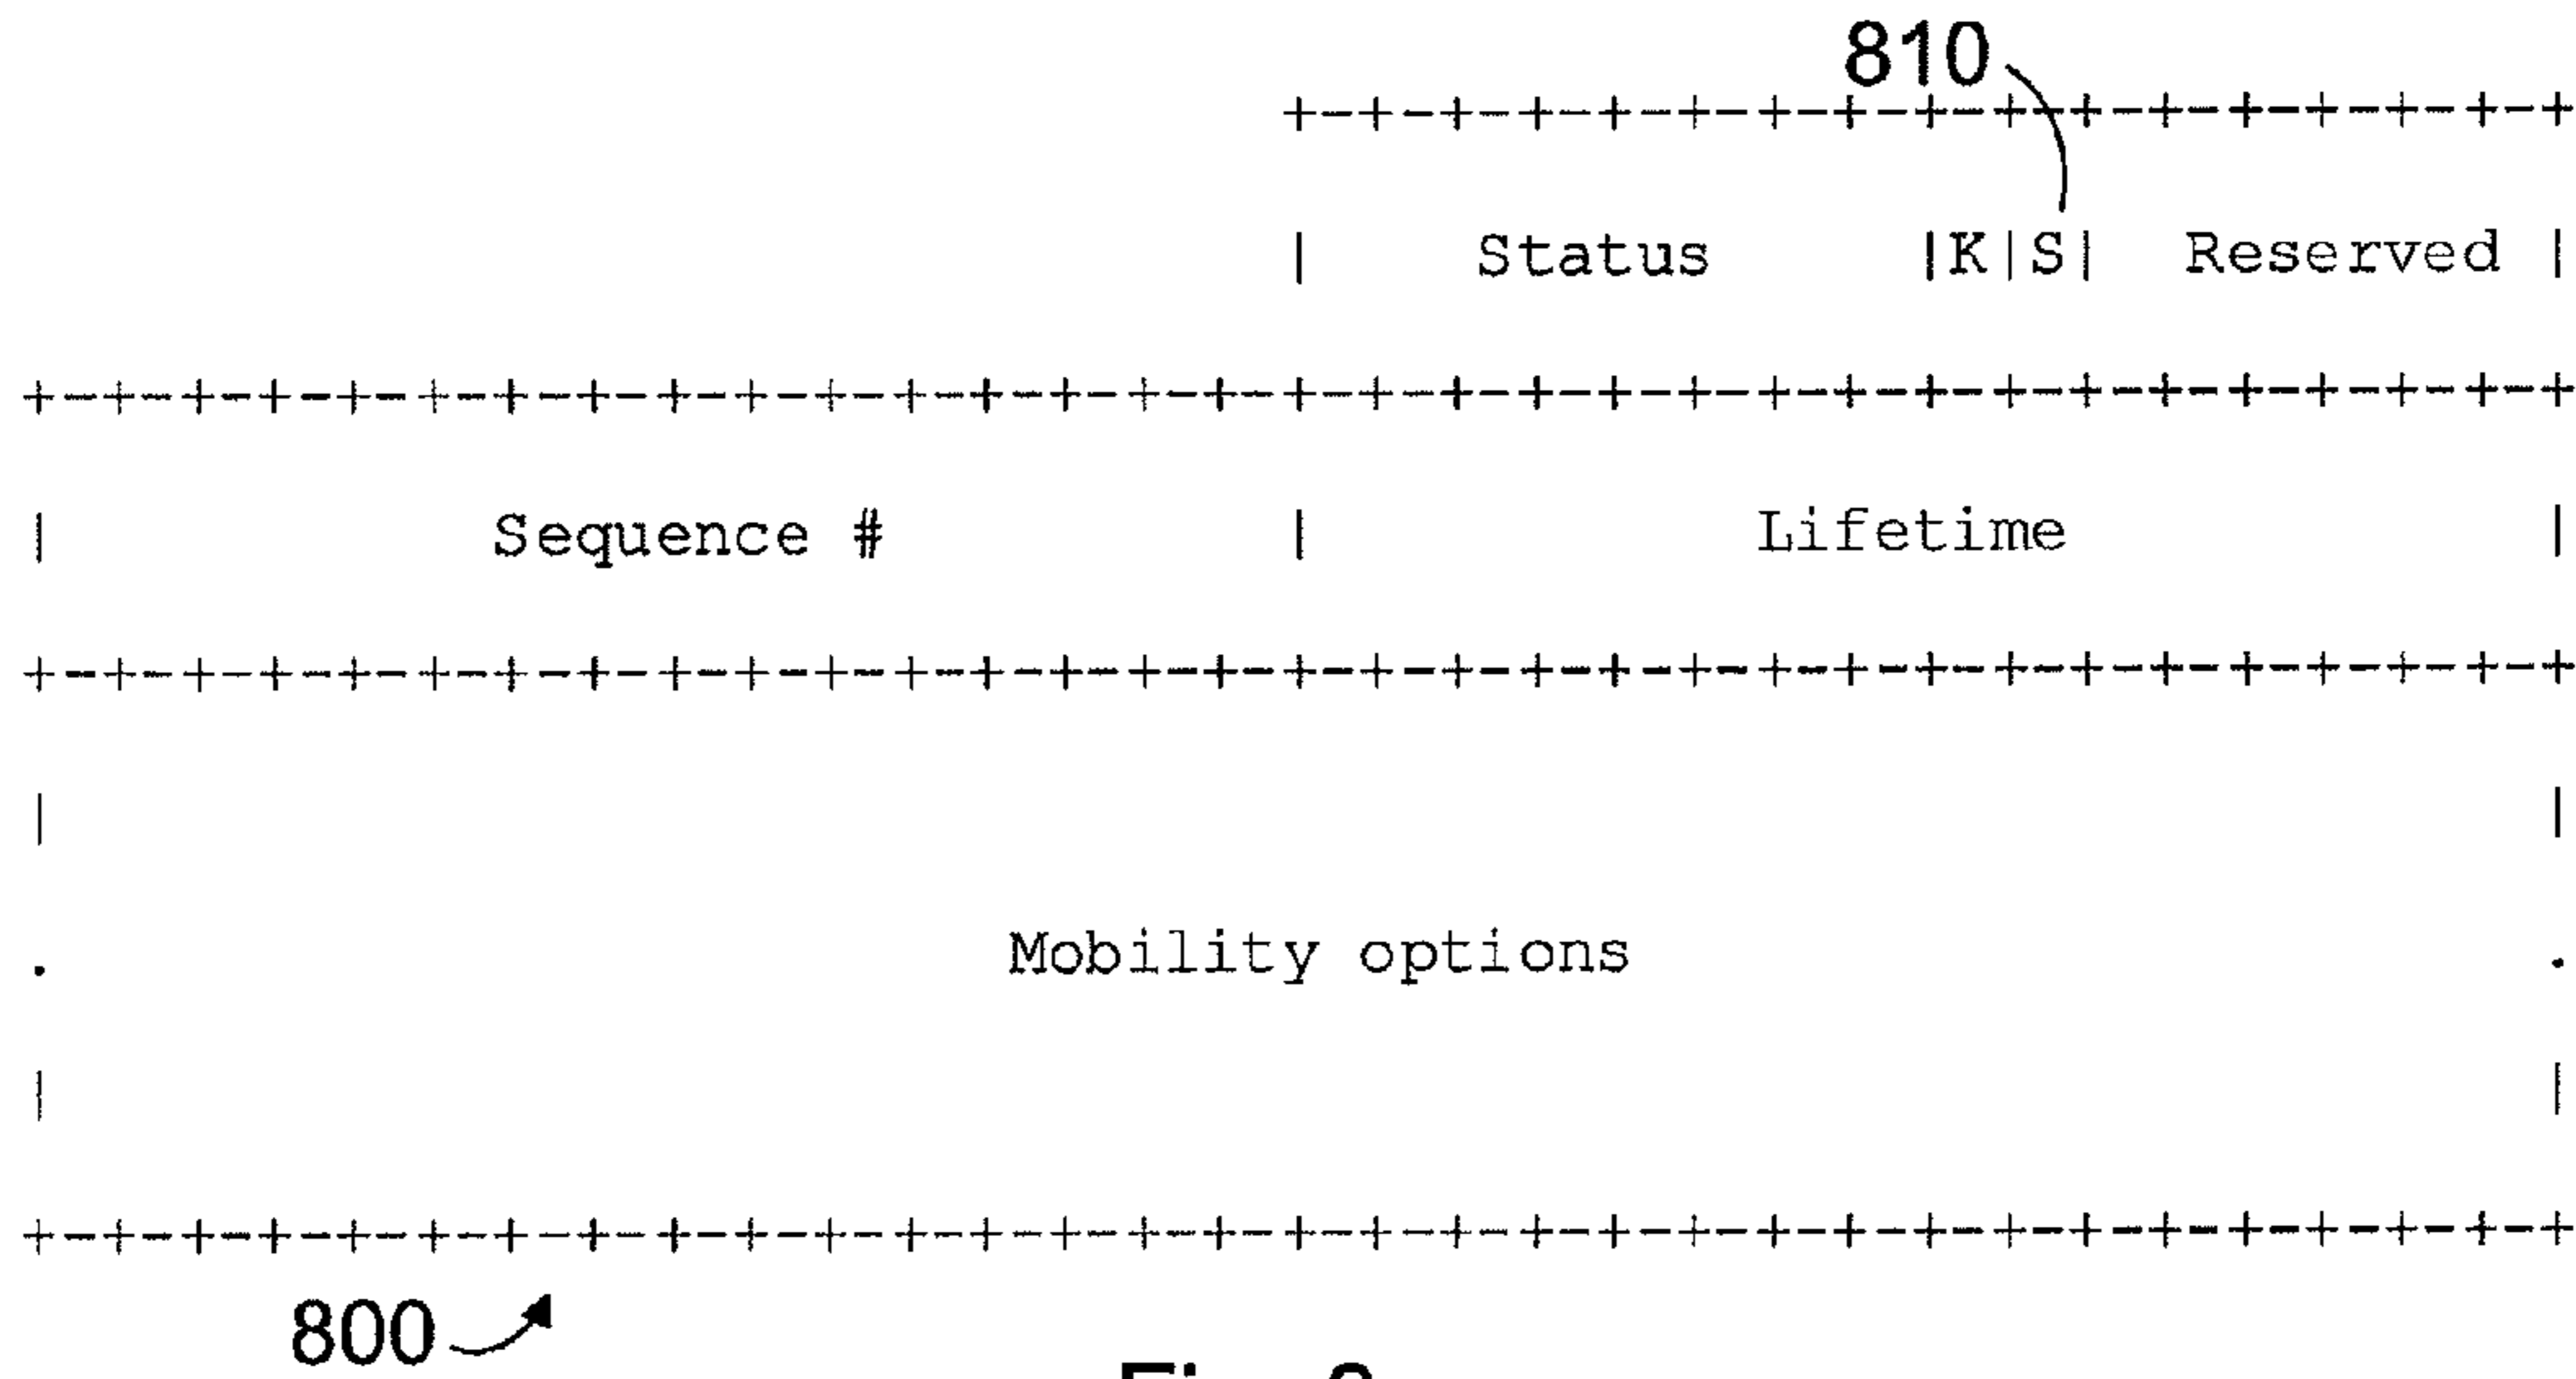 810
+-+-+-+-+-+-+-+-+-+-+-+-+-+-+-+-+
| Status |K|S| Reserved |
+-+-+-+-+-+-+-+-+-+-+-+-+-+-+-+-+-+-+-+-+-+-+-+-+-+-+-+-+-+-+-+-+
| Sequence # | Lifetime |
+-+-+-+-+-+-+-+-+-+-+-+-+-+-+-+-+-+-+-+-+-+-+-+-+-+-+-+-+-+-+-+-+
| |
. Mobility options .
| |
+-+-+-+-+-+-+-+-+-+-+-+-+-+-+-+-+-+-+-+-+-+-+-+-+-+-+-+-+-+-+-+-+
800